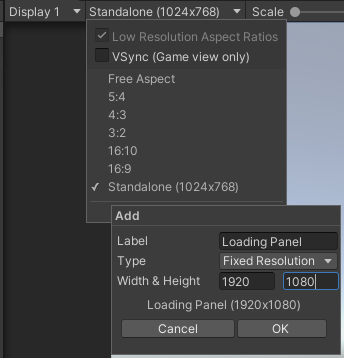 Display 1 Standalone (1024x768) Scale
Low Resolution Aspect Ratios
VSync (Game view only)
Free Aspect
5:4
4:3
3:2
16:10
16:9
Standalone (1024x768)
Add
Label Loading Panel
Type Fixed Resolution
Width & Height 1920 1080
Loading Panel (1920x1080)
Cancel OK